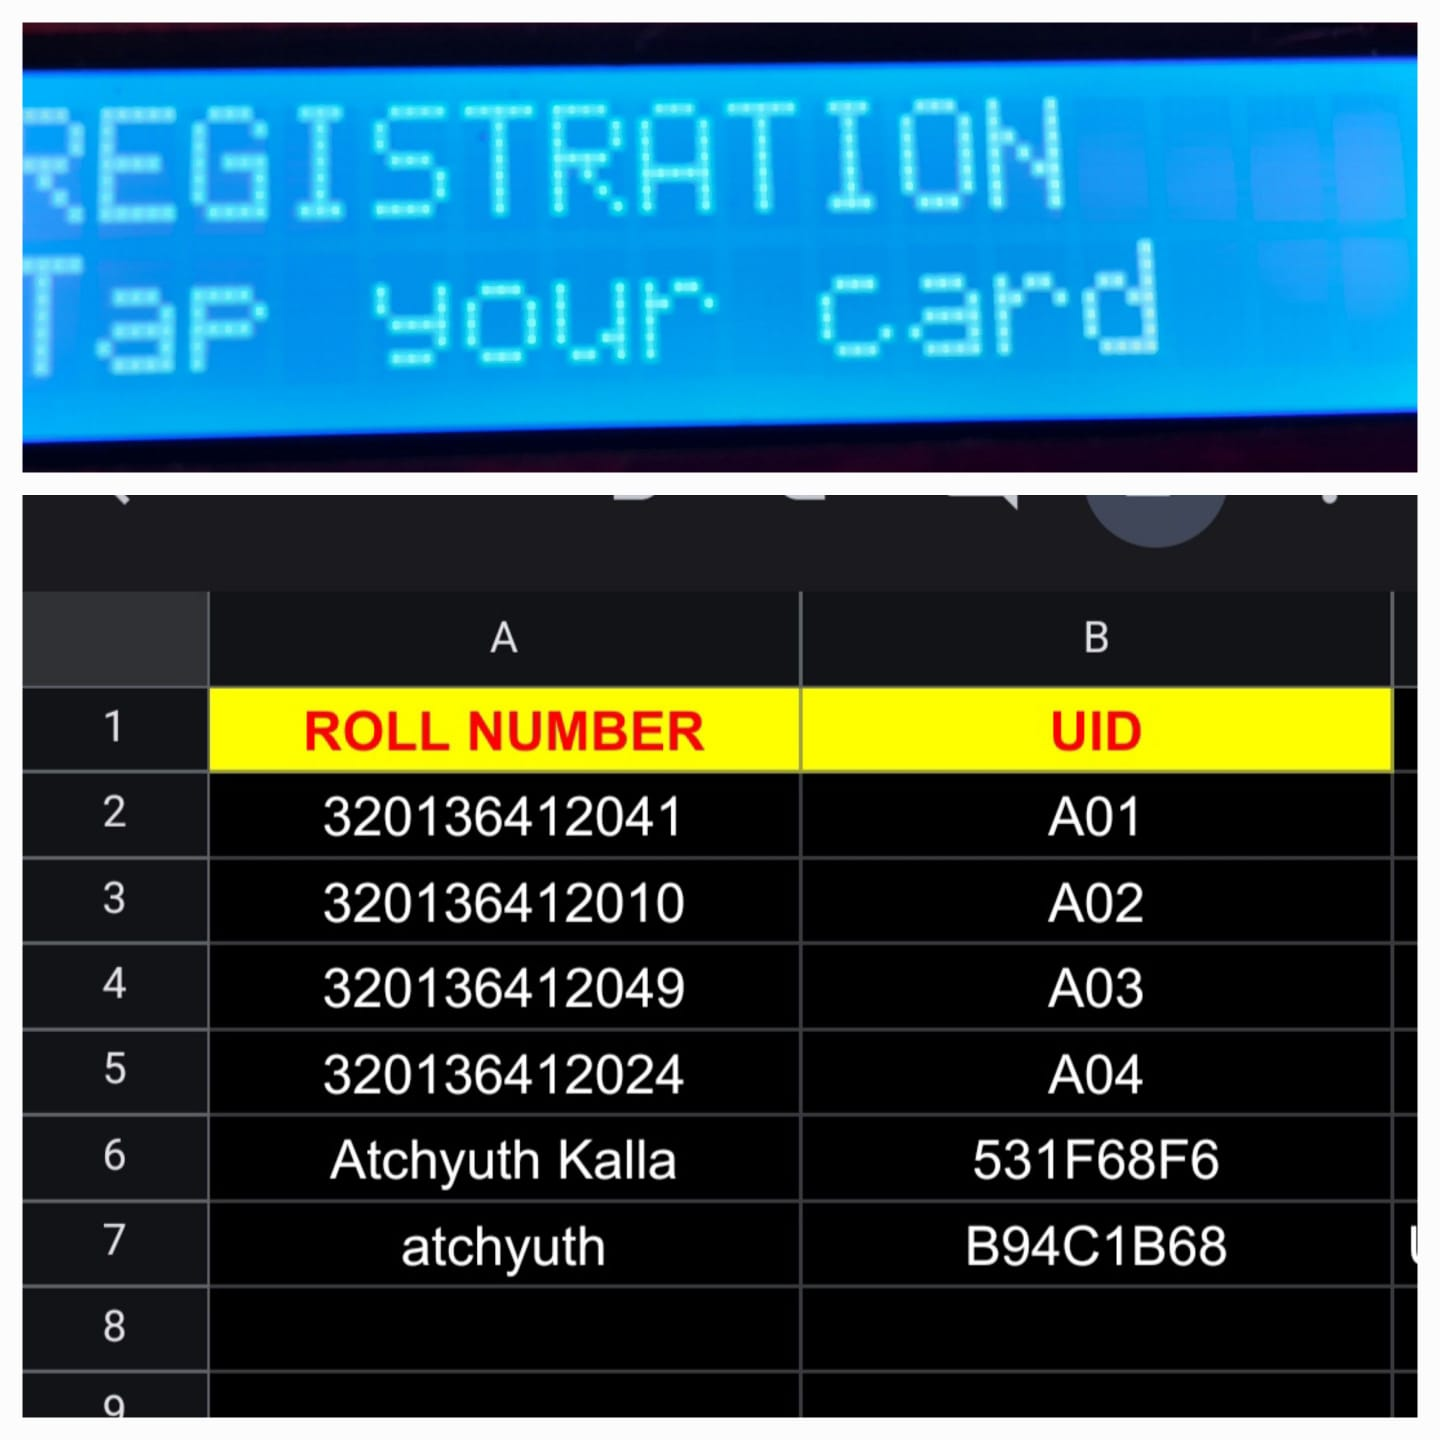 REGISTRATION
Tap your card
A B
1 ROLL NUMBER UID
2 320136412041 A01
3 320136412010 A02
4 320136412049 A03
5 320136412024 A04
6 Atchyuth Kalla 531F68F6
7 atchyuth B94C1B68
8
9